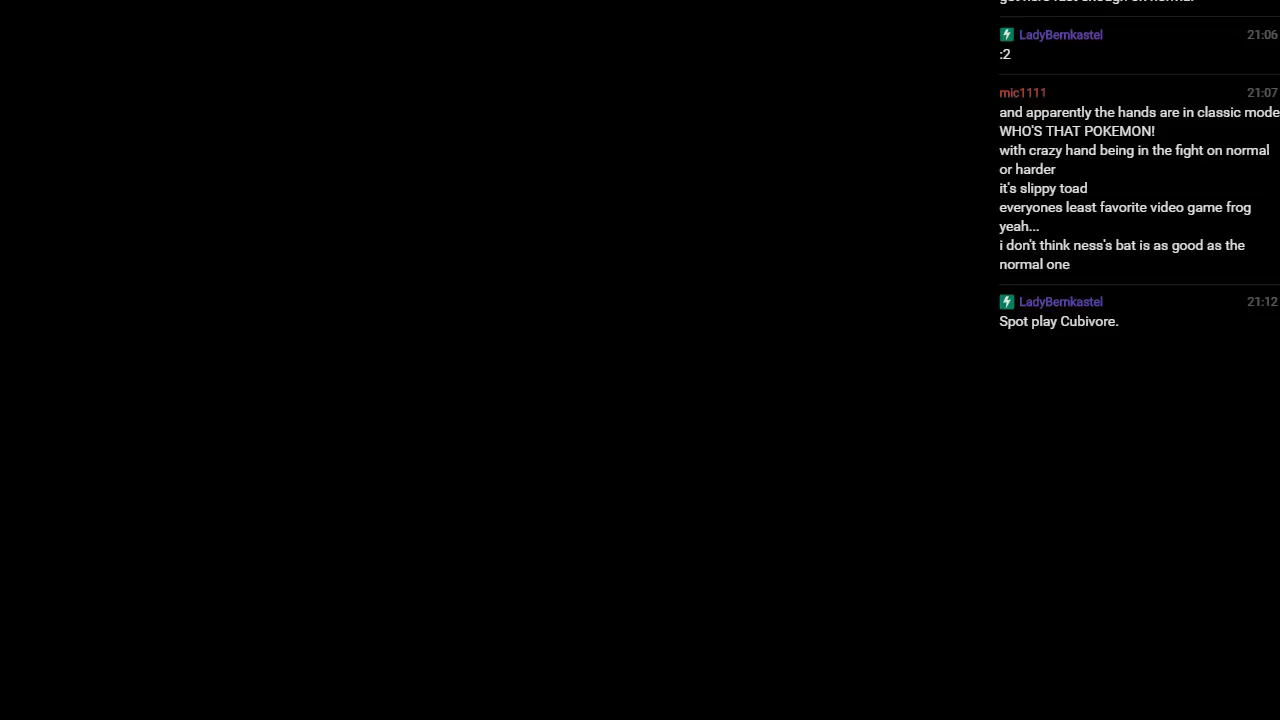 LadyBernkastel 21:06
:2
mic1111 21:07
and apparently the hands are in classic mode
WHO'S THAT POKEMON!
with crazy hand being in the fight on normal
or harder
it's slippy toad
everyones least favorite video game frog
yeah...
i don't think ness's bat is as good as the
normal one
LadyBernkastel 21:12
Spot play Cubivore.